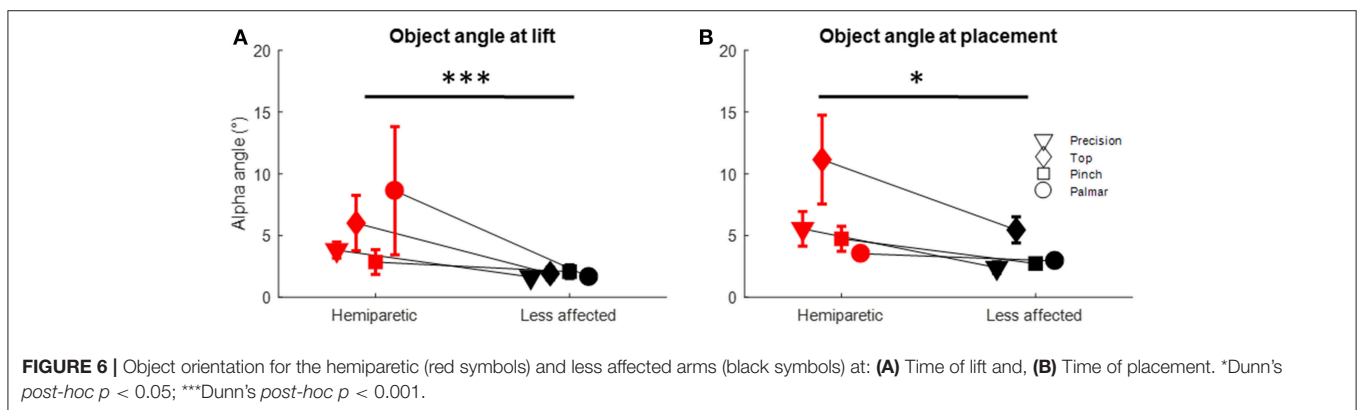 A
Object angle at lift
20
15
10
5
0
Alpha angle (°)
***
Hemiparetic
Less affected
B
Object angle at placement
20
15
10
5
0
*
Precision
Top
Pinch
Palmar
Hemiparetic
Less affected
FIGURE 6 | Object orientation for the hemiparetic (red symbols) and less affected arms (black symbols) at: (A) Time of lift and, (B) Time of placement. *Dunn's
post-hoc p < 0.05; ***Dunn's post-hoc p < 0.001.